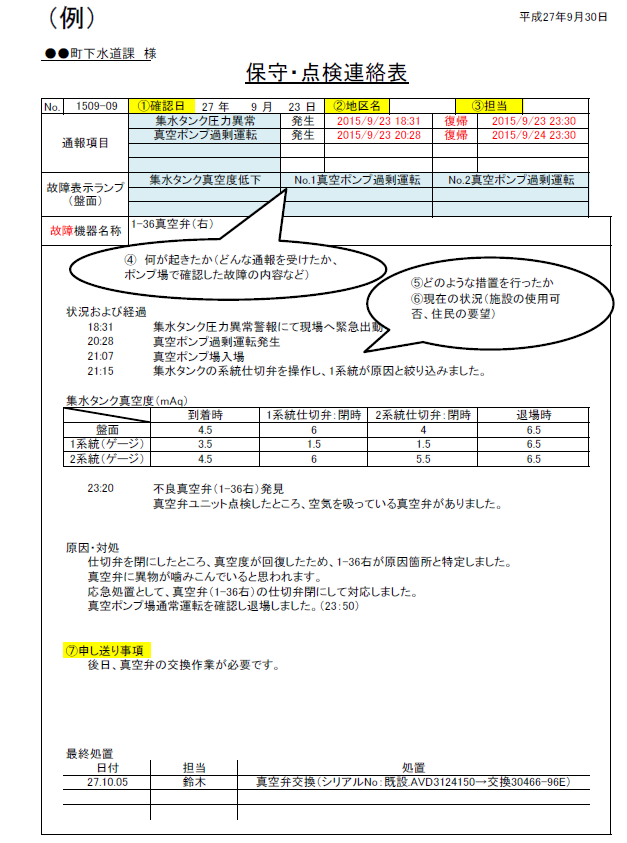 （例）
平成27年9月30日
●●町下水道課 様
保守・点検連絡表
No. 1509-09 ①確認日 27 年 9 月 23 日 ②地区名 ③担当
通報項目
集水タンク圧力異常 発生 2015/9/23 18:31 復帰 2015/9/23 23:30
真空ポンプ過剰運転 発生 2015/9/23 20:28 復帰 2015/9/24 23:30
故障表示ランプ
（盤面）
集水タンク真空度低下 No.1真空ポンプ過剰運転 No.2真空ポンプ過剰運転
故障機器名称 1-36真空弁（右）
④ 何が起きたか（どんな通報を受けたか、
ポンプ場で確認した故障の内容など）
⑤どのような措置を行ったか
⑥現在の状況（施設の使用可
否、住民の要望）
状況および経過
18:31 集水タンク圧力異常警報にて現場へ緊急出動
20:28 真空ポンプ過剰運転発生
21:07 真空ポンプ場入場
21:15 集水タンクの系統仕切弁を操作し、1系統が原因と絞り込みました。
集水タンク真空度（mAq）
到着時 1系統仕切弁：閉時 2系統仕切弁：閉時 退場時
盤面 4.5 6 4 6.5
1系統（ゲージ） 3.5 1.5 1.5 6.5
2系統（ゲージ） 4.5 6 5.5 6.5
23:20 不良真空弁（1-36右）発見
真空弁ユニット点検したところ、空気を吸っている真空弁がありました。
原因・対処
仕切弁を閉にしたところ、真空度が回復したため、1-36右が原因箇所と特定しました。
真空弁に異物が噛みこんでいると思われます。
応急処置として、真空弁（1-36右）の仕切弁閉にして対応しました。
真空ポンプ場通常運転を確認し退場しました。（23:50）
⑦申し送り事項
後日、真空弁の交換作業が必要です。
最終処置
日付 担当 処置
27.10.05 鈴木 真空弁交換（シリアルNo：既設.AVD3124150→交換30466-96E）